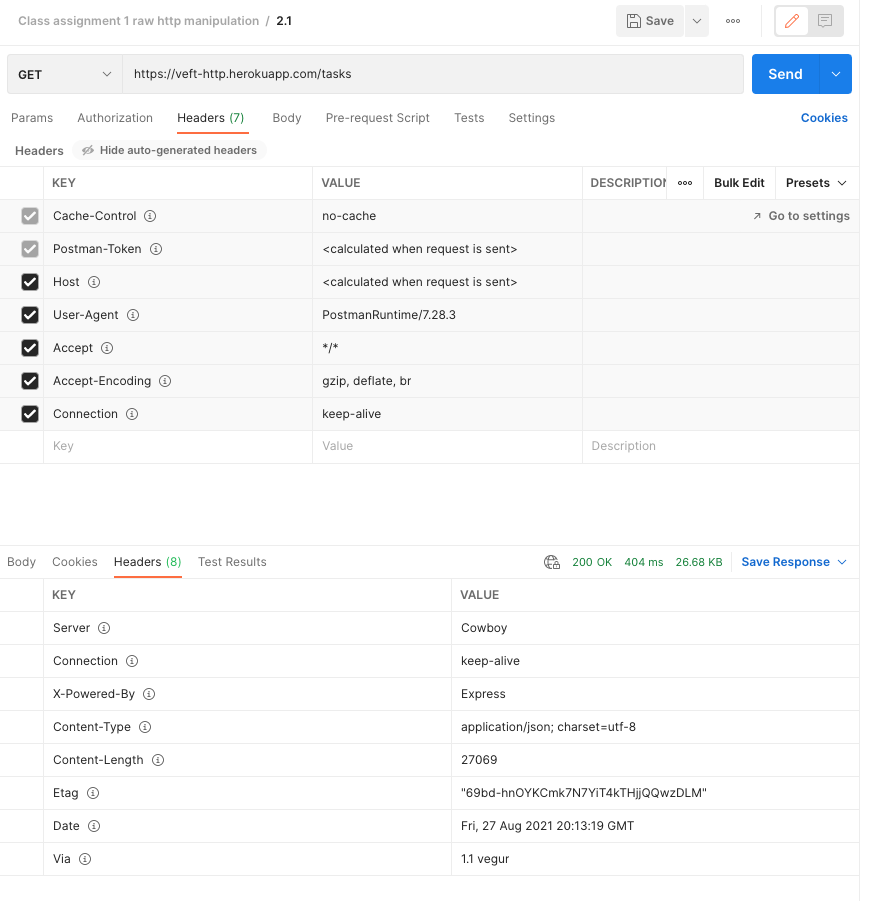 Class assignment 1 raw http manipulation / 2.1 Save
GET https://veft-http.herokuapp.com/tasks Send
Params Authorization Headers (7) Body Pre-request Script Tests Settings Cookies
Headers Hide auto-generated headers
KEY VALUE DESCRIPTION Bulk Edit Presets
Cache-Control no-cache Go to settings
Postman-Token <calculated when request is sent>
Host <calculated when request is sent>
User-Agent PostmanRuntime/7.28.3
Accept */*
Accept-Encoding gzip, deflate, br
Connection keep-alive
Key Value Description
Body Cookies Headers (8) Test Results 200 OK 404 ms 26.68 KB Save Response
KEY VALUE
Server Cowboy
Connection keep-alive
X-Powered-By Express
Content-Type application/json; charset=utf-8
Content-Length 27069
Etag "69bd-hnOYKCmk7N7YiT4kTHjjQQwzDLM"
Date Fri, 27 Aug 2021 20:13:19 GMT
Via 1.1 vegur